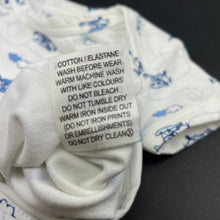 COTTON / ELASTANE
WASH BEFORE WEAR
WARM MACHINE WASH
WITH LIKE COLOURS
DO NOT BLEACH
DO NOT TUMBLE DRY
WARM IRON INSIDE
(DO NOT IRON PRINTS
OR EMBELLISHMENTS)
DO NOT DRY CLEAN